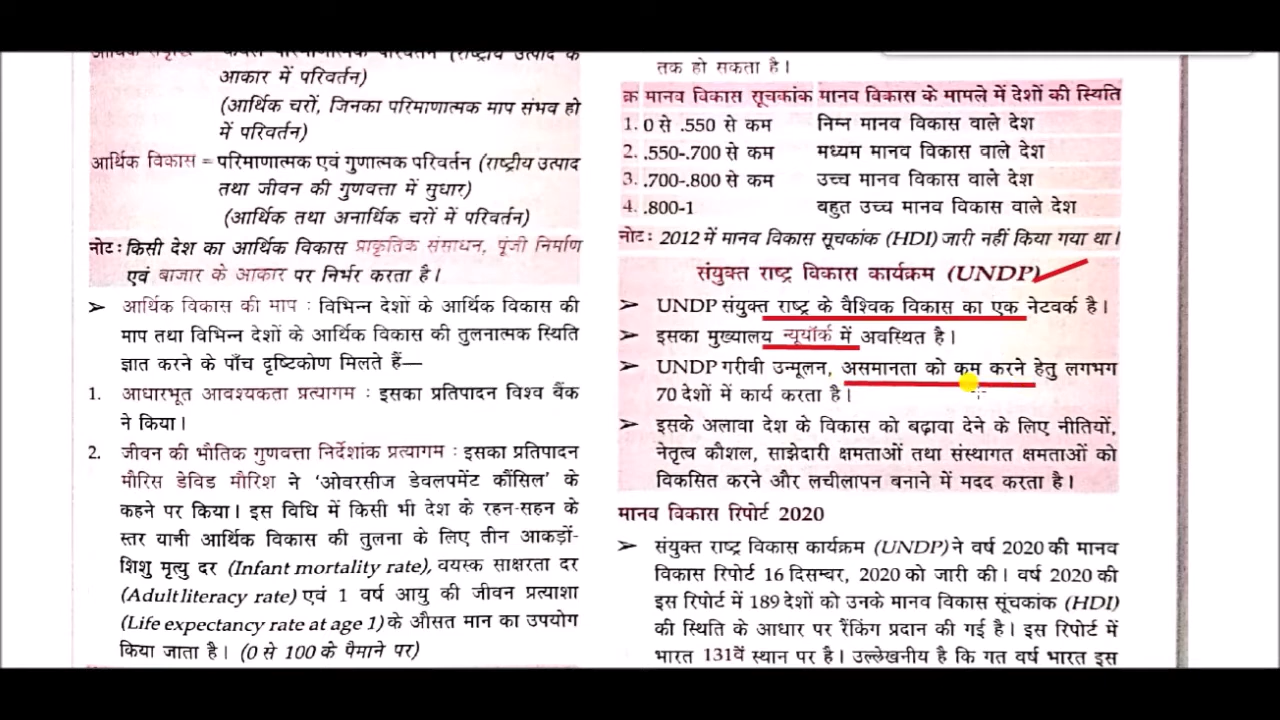 आकार में परिवर्तन)
(आर्थिक चरों, जिनका परिमाणात्मक माप संभव हो
में परिवर्तन)
आर्थिक विकास = परिमाणात्मक एवं गुणात्मक परिवर्तन (राष्ट्रीय उत्पाद
तथा जीवन की गुणवत्ता में सुधार)
(आर्थिक तथा अनार्थिक चरों में परिवर्तन)
नोट: किसी देश का आर्थिक विकास प्राकृतिक संसाधन, पूंजी निर्माण
एवं बाजार के आकार पर निर्भर करता है।
➢ आर्थिक विकास की माप : विभिन्न देशों के आर्थिक विकास की
माप तथा विभिन्न देशों के आर्थिक विकास की तुलनात्मक स्थिति
ज्ञात करने के पाँच दृष्टिकोण मिलते हैं—
1. आधारभूत आवश्यकता प्रत्यागम : इसका प्रतिपादन विश्व बैंक
ने किया।
2. जीवन की भौतिक गुणवत्ता निर्देशांक प्रत्यागम : इसका प्रतिपादन
मौरिस डेविड मौरिश ने ‘ओवरसीज डेवलपमेंट कौंसिल’ के
कहने पर किया। इस विधि में किसी भी देश के रहन-सहन के
स्तर यानी आर्थिक विकास की तुलना के लिए तीन आकड़ों-
शिशु मृत्यु दर (Infant mortality rate), वयस्क साक्षरता दर
(Adult literacy rate) एवं 1 वर्ष आयु की जीवन प्रत्याशा
(Life expectancy rate at age 1) के औसत मान का उपयोग
किया जाता है। (0 से 100 के पैमाने पर)
तक हो सकता है।
क्र मानव विकास सूचकांक मानव विकास के मामले में देशों की स्थिति
1. 0 से .550 से कम निम्न मानव विकास वाले देश
2. .550-.700 से कम मध्यम मानव विकास वाले देश
3. .700-.800 से कम उच्च मानव विकास वाले देश
4. .800-1 बहुत उच्च मानव विकास वाले देश
नोट: 2012 में मानव विकास सूचकांक (HDI) जारी नहीं किया गया था।
संयुक्त राष्ट्र विकास कार्यक्रम (UNDP)
➢ UNDP संयुक्त राष्ट्र के वैश्विक विकास का एक नेटवर्क है।
➢ इसका मुख्यालय न्यूयॉर्क में अवस्थित है।
➢ UNDP गरीवी उन्मूलन, असमानता को कम करने हेतु लगभग
70 देशों में कार्य करता है।
➢ इसके अलावा देश के विकास को बढ़ावा देने के लिए नीतियों,
नेतृत्व कौशल, साझेदारी क्षमताओं तथा संस्थागत क्षमताओं को
विकसित करने और लचीलापन बनाने में मदद करता है।
मानव विकास रिपोर्ट 2020
➢ संयुक्त राष्ट्र विकास कार्यक्रम (UNDP) ने वर्ष 2020 की मानव
विकास रिपोर्ट 16 दिसम्बर, 2020 को जारी की। वर्ष 2020 की
इस रिपोर्ट में 189 देशों को उनके मानव विकास सूंचकांक (HDI)
की स्थिति के आधार पर रैंकिंग प्रदान की गई है। इस रिपोर्ट में
भारत 131वें स्थान पर है। उल्लेखनीय है कि गत वर्ष भारत इस